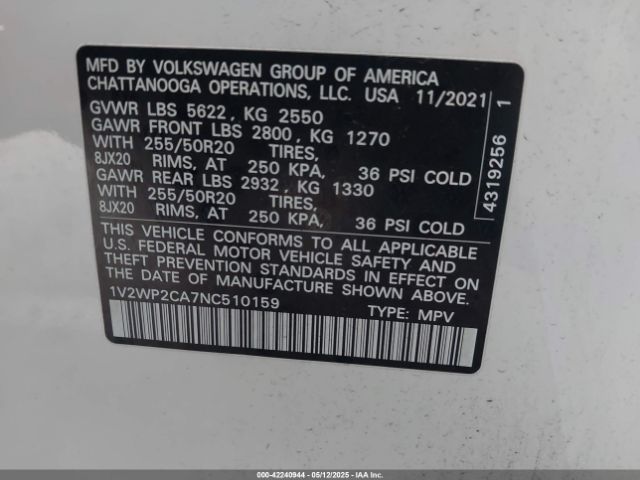 MFD BY VOLKSWAGEN GROUP OF AMERICA
CHATTANOOGA OPERATIONS, LLC. USA 11/2021
GVWR LBS 5622, KG 2550
GAWR FRONT LBS 2800, KG 1270
WITH 255/50R20 TIRES,
8JX20 RIMS, AT 250 KPA, 36 PSI COLD
GAWR REAR LBS 2932, KG 1330
WITH 255/50R20 TIRES,
8JX20 RIMS, AT 250 KPA, 36 PSI COLD
THIS VEHICLE CONFORMS TO ALL APPLICABLE
U.S. FEDERAL MOTOR VEHICLE SAFETY AND
THEFT PREVENTION STANDARDS IN EFFECT ON
THE DATE OF MANUFACTURE SHOWN ABOVE.
1V2WP2CA7NC510159 TYPE: MPV
4319256 1
000-42240944 - 05/12/2025 - IAAI.COM